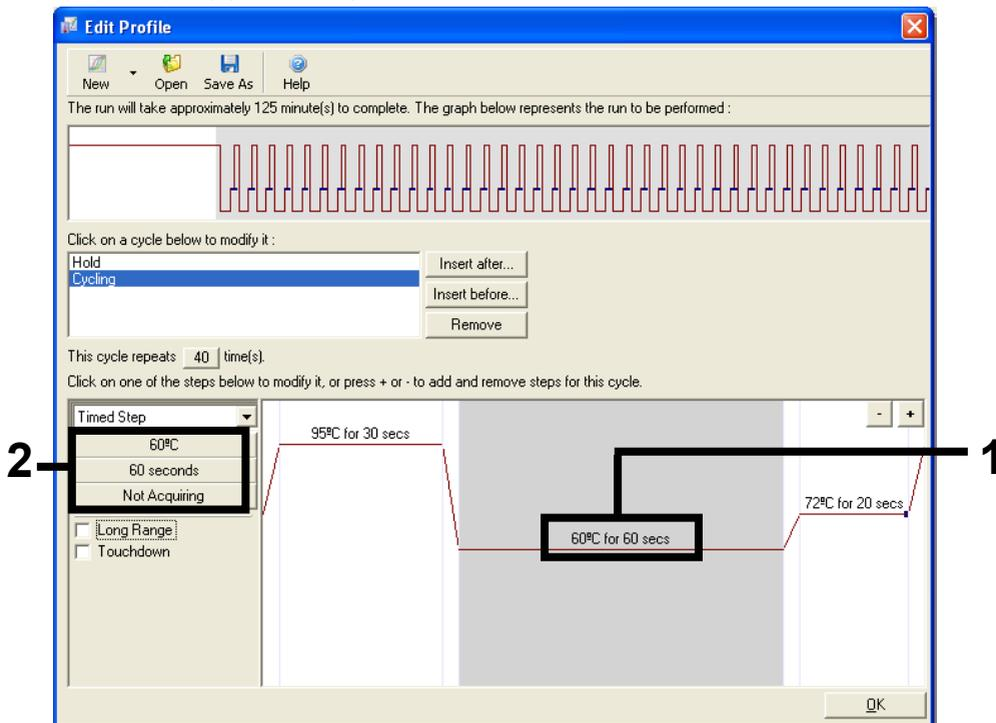 Edit Profile
New Open Save As Help
The run will take approximately 125 minute(s) to complete. The graph below represents the run to be performed :
Click on a cycle below to modify it :
Hold
Cycling
Insert after...
Insert before...
Remove
This cycle repeats 40 time(s).
Click on one of the steps below to modify it, or press + or - to add and remove steps for this cycle.
Timed Step
- +
60ºC
60 seconds
Not Acquiring
Long Range
Touchdown
95ºC for 30 secs
60ºC for 60 secs
72ºC for 20 secs
2
1
OK